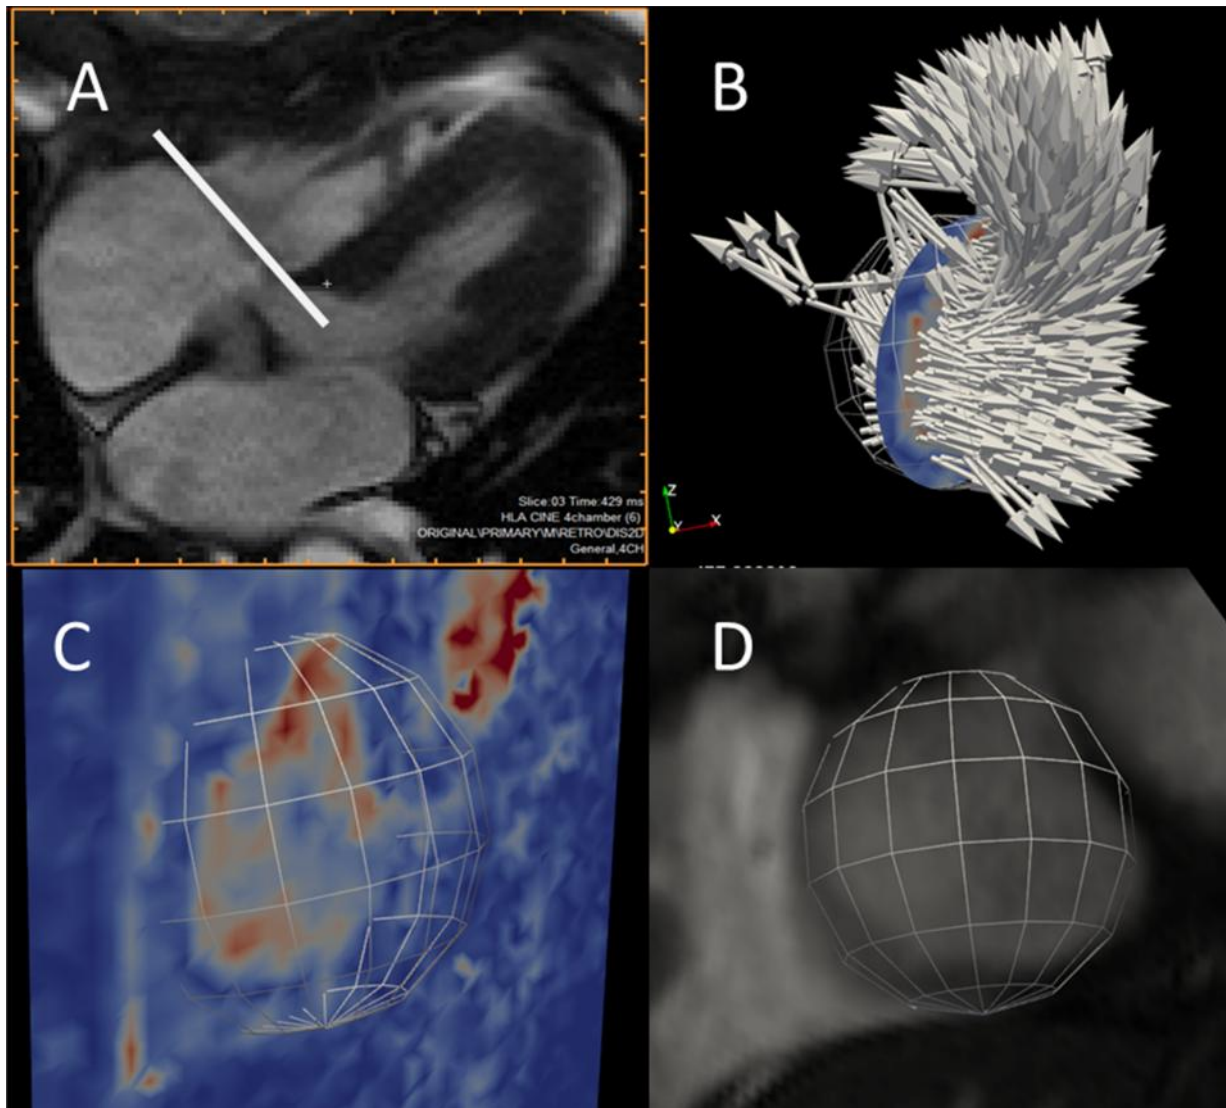 A
B
Slice:03 Time:429 ms
HLA CINE 4chamber (6)
ORIGINAL\PRIMARY\M\RETRO\DIS2D
General,4CH
Z
Y
X
C
D